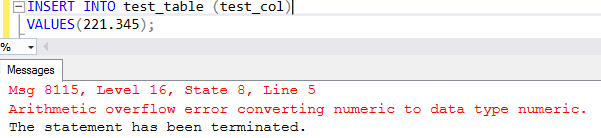 INSERT INTO test_table (test_col)
VALUES(221.345);
%
Messages
Msg 8115, Level 16, State 8, Line 5
Arithmetic overflow error converting numeric to data type numeric.
The statement has been terminated.